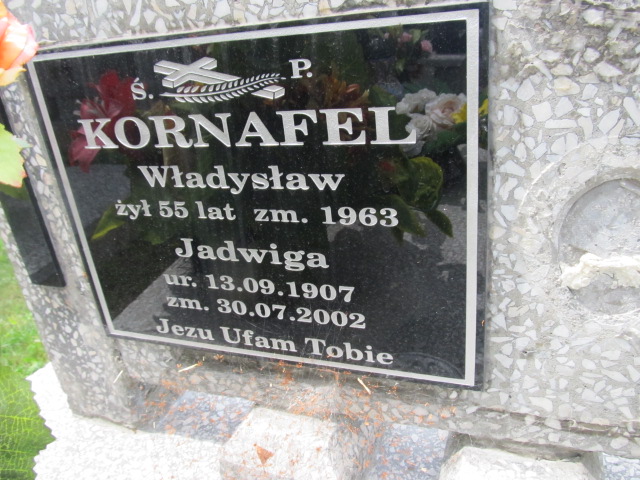 Ś. P.
KORNAFEL
Władysław
żył 55 lat zm. 1963
Jadwiga
ur. 13.09.1907
zm. 30.07.2002
Jezu Ufam Tobie